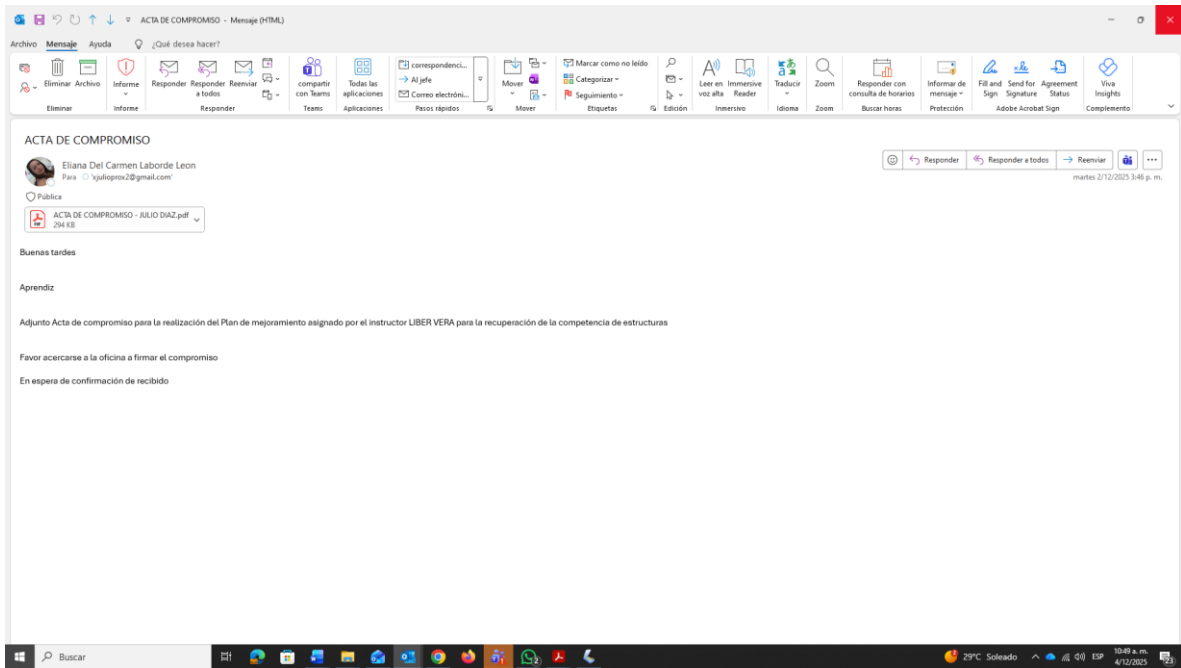 ACTA DE COMPROMISO - Mensaje (HTML)
Archivo Mensaje Ayuda ¿Qué desea hacer?
Eliminar Archivo
Informe
Responder Responder a todos Reenviar
compartir con Teams
Todas las aplicaciones
correspondenci...
Al jefe
Correo electróni...
Mover
Marcar como no leído
Categorizar
Seguimiento
Leer en voz alta Immersive Reader
Traducir
Zoom
Responder con consulta de horarios
Informar de mensaje
Fill and Sign Send for Signature Agreement Status
Viva Insights
Eliminar Informe Responder Teams Aplicaciones Pasos rápidos Mover Etiquetas Edición Inmersivo Idioma Zoom Buscar horas Protección Adobe Acrobat Sign Complemento
ACTA DE COMPROMISO
Eliana Del Carmen Laborde Leon
Para 'xjulioprox2@gmail.com'
Responder Responder a todos Reenviar
martes 2/12/2025 3:46 p. m.
Pública
ACTA DE COMPROMISO - JULIO DIAZ.pdf
294 KB
Buenas tardes
Aprendiz
Adjunto Acta de compromiso para la realización del Plan de mejoramiento asignado por el instructor LIBER VERA para la recuperación de la competencia de estructuras
Favor acercarse a la oficina a firmar el compromiso
En espera de confirmación de recibido
Buscar
29°C Soleado
ESP
10:49 a. m.
4/12/2025